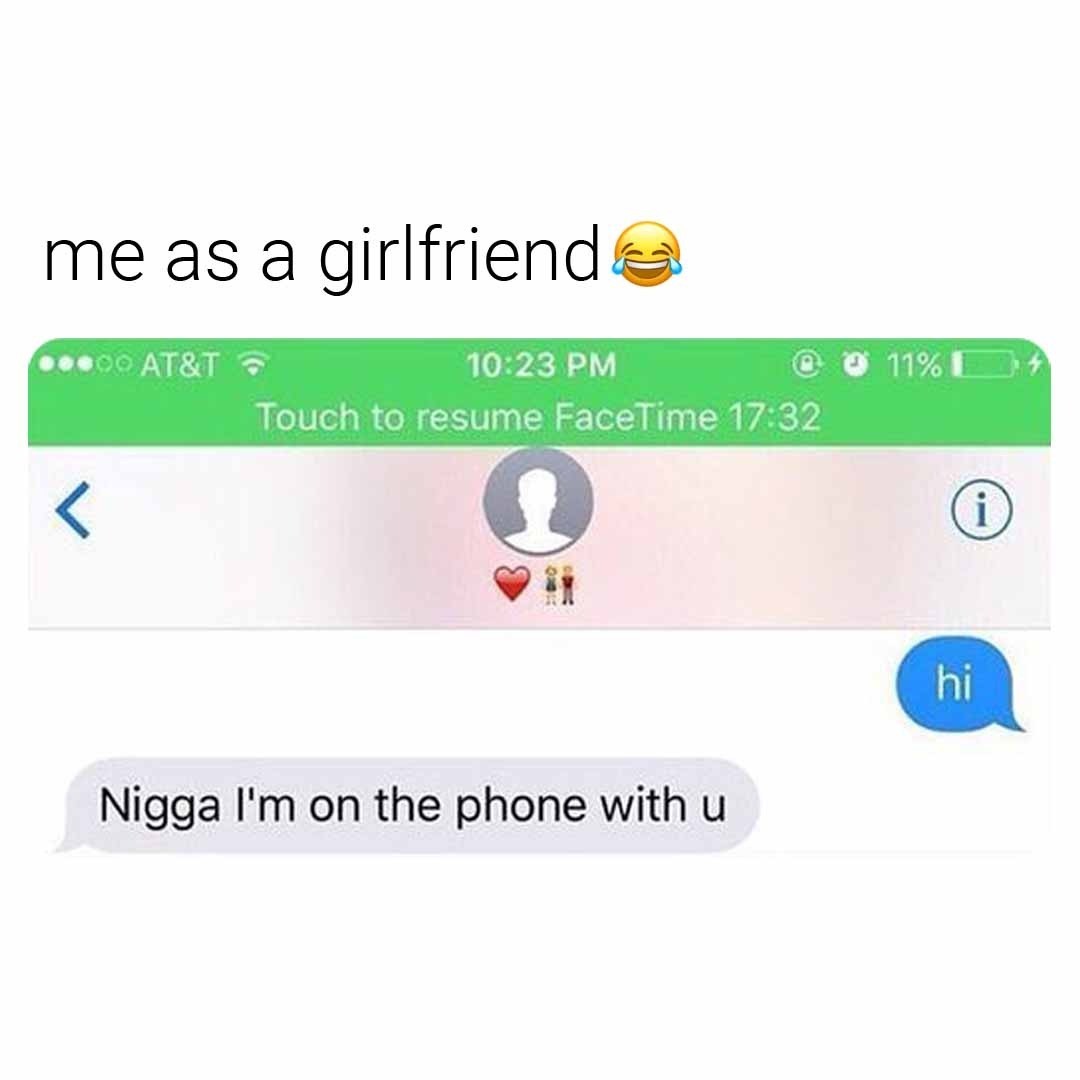 me as a girlfriend😂
AT&T 10:23 PM 11%
Touch to resume FaceTime 17:32
hi
Nigga I'm on the phone with u